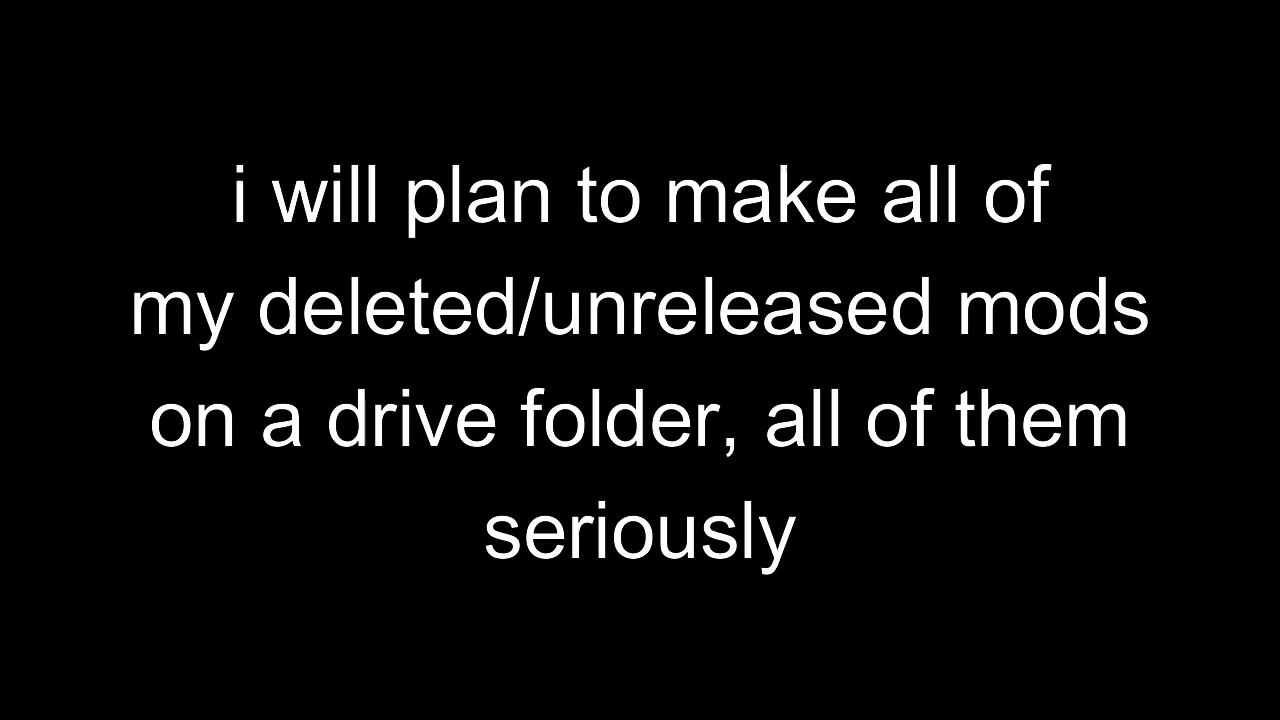 i will plan to make all of
my deleted/unreleased mods
on a drive folder, all of them
seriously